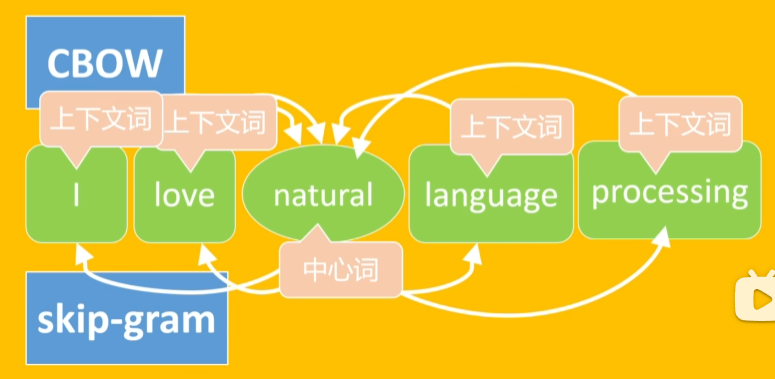 CBOW
上下文词
上下文词
上下文词
上下文词
I
love
natural
language
processing
中心词
skip-gram